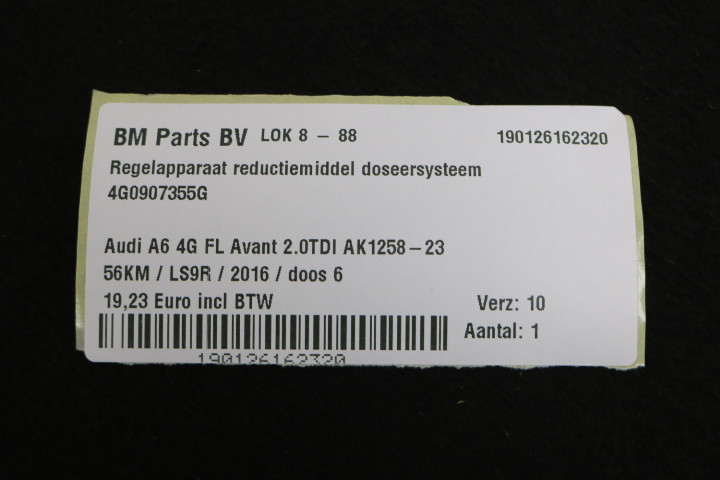 BM Parts BV LOK 8 - 88 190126162320
Regelapparaat reductiemiddel doseersysteem
4G0907355G
Audi A6 4G FL Avant 2.0TDI AK1258-23
56KM / LS9R / 2016 / doos 6
19,23 Euro incl BTW Verz: 10
Aantal: 1
190126162320